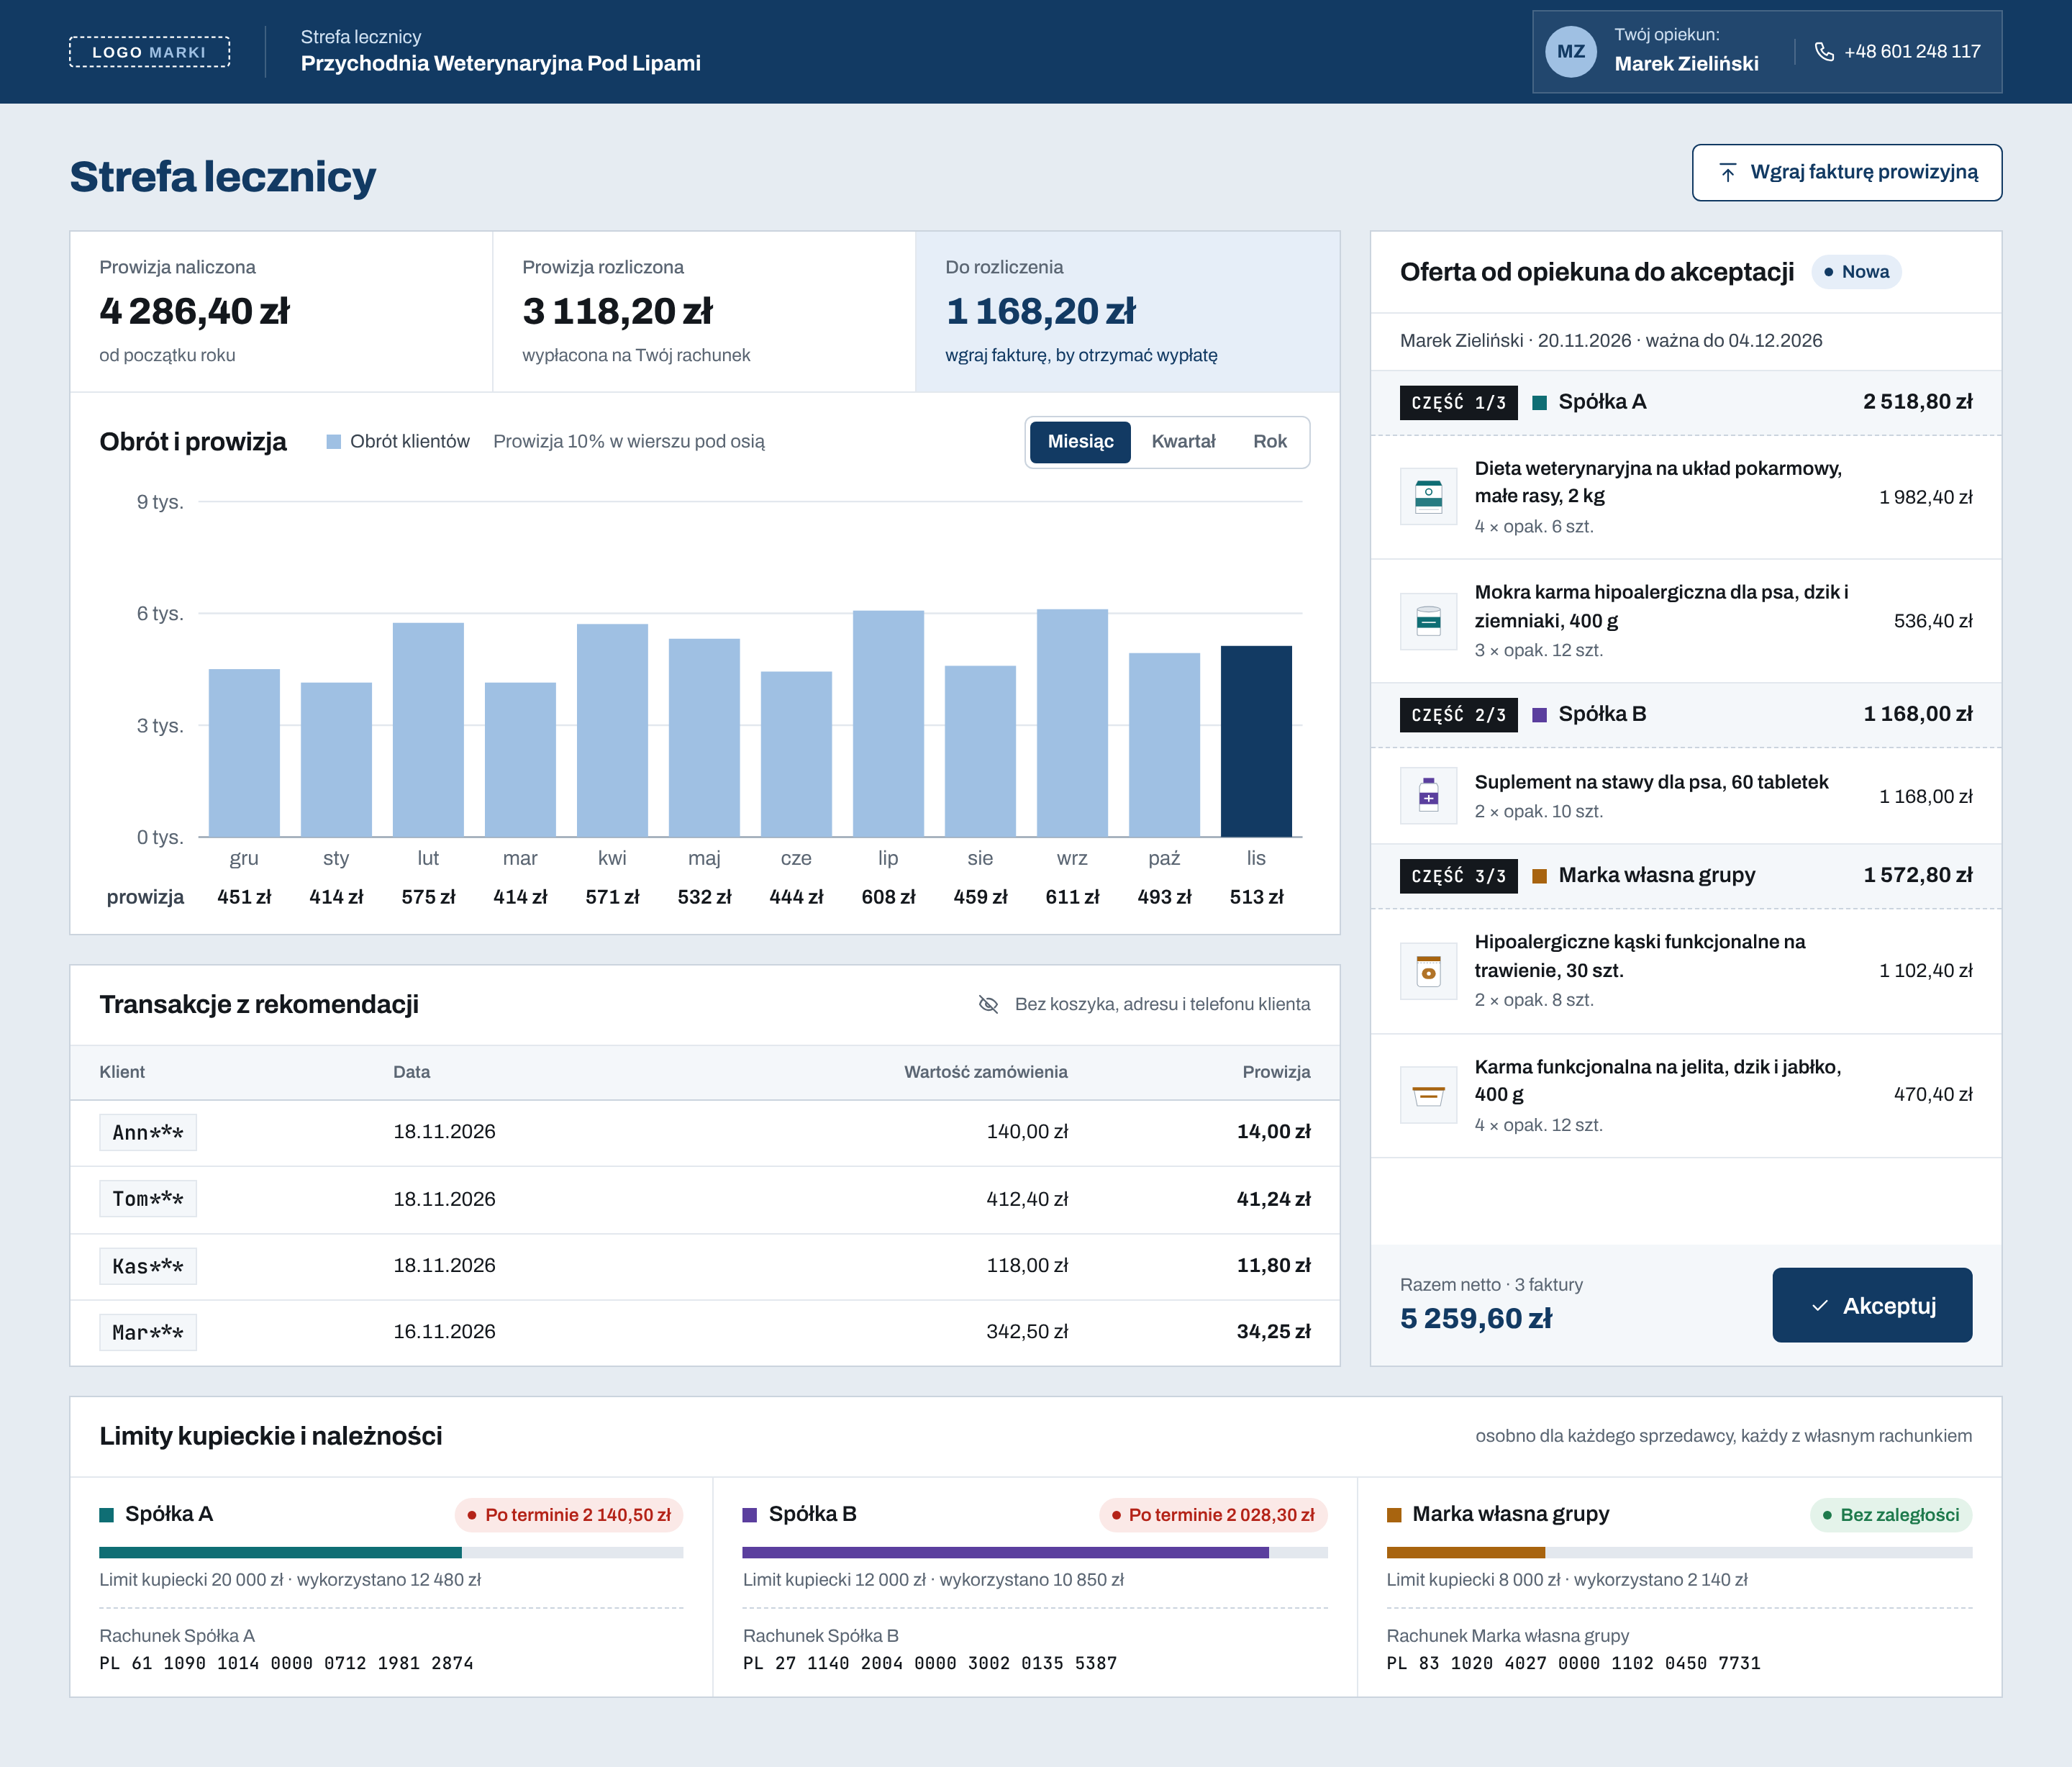 LOGO MARKI
Strefa lecznicy
Przychodnia Weterynaryjna Pod Lipami
MZ
Twój opiekun:
Marek Zieliński
+48 601 248 117
Strefa lecznicy
Wgraj fakturę prowizyjną
Prowizja naliczona
4 286,40 zł
od początku roku
Prowizja rozliczona
3 118,20 zł
wypłacona na Twój rachunek
Do rozliczenia
1 168,20 zł
wgraj fakturę, by otrzymać wypłatę
Obrót i prowizja
Obrót klientów
Prowizja 10% w wierszu pod osią
Miesiąc Kwartał Rok
9 tys.
6 tys.
3 tys.
0 tys.
gru sty lut mar kwi maj cze lip sie wrz paź lis
prowizja 451 zł 414 zł 575 zł 414 zł 571 zł 532 zł 444 zł 608 zł 459 zł 611 zł 493 zł 513 zł
Transakcje z rekomendacji
Bez koszyka, adresu i telefonu klienta
Klient Data Wartość zamówienia Prowizja
Ann*** 18.11.2026 140,00 zł 14,00 zł
Tom*** 18.11.2026 412,40 zł 41,24 zł
Kas*** 18.11.2026 118,00 zł 11,80 zł
Mar*** 16.11.2026 342,50 zł 34,25 zł
Oferta od opiekuna do akceptacji
Nowa
Marek Zieliński · 20.11.2026 · ważna do 04.12.2026
CZĘŚĆ 1/3 Spółka A 2 518,80 zł
Dieta weterynaryjna na układ pokarmowy,
małe rasy, 2 kg
4 × opak. 6 szt.
1 982,40 zł
Mokra karma hipoalergiczna dla psa, dzik i
ziemniaki, 400 g
3 × opak. 12 szt.
536,40 zł
CZĘŚĆ 2/3 Spółka B 1 168,00 zł
Suplement na stawy dla psa, 60 tabletek
2 × opak. 10 szt.
1 168,00 zł
CZĘŚĆ 3/3 Marka własna grupy 1 572,80 zł
Hipoalergiczne kąski funkcjonalne na
trawienie, 30 szt.
2 × opak. 8 szt.
1 102,40 zł
Karma funkcjonalna na jelita, dzik i jabłko,
400 g
4 × opak. 12 szt.
470,40 zł
Razem netto · 3 faktury
5 259,60 zł
Akceptuj
Limity kupieckie i należności
osobno dla każdego sprzedawcy, każdy z własnym rachunkiem
Spółka A
Po terminie 2 140,50 zł
Limit kupiecki 20 000 zł · wykorzystano 12 480 zł
Rachunek Spółka A
PL 61 1090 1014 0000 0712 1981 2874
Spółka B
Po terminie 2 028,30 zł
Limit kupiecki 12 000 zł · wykorzystano 10 850 zł
Rachunek Spółka B
PL 27 1140 2004 0000 3002 0135 5387
Marka własna grupy
Bez zaległości
Limit kupiecki 8 000 zł · wykorzystano 2 140 zł
Rachunek Marka własna grupy
PL 83 1020 4027 0000 1102 0450 7731